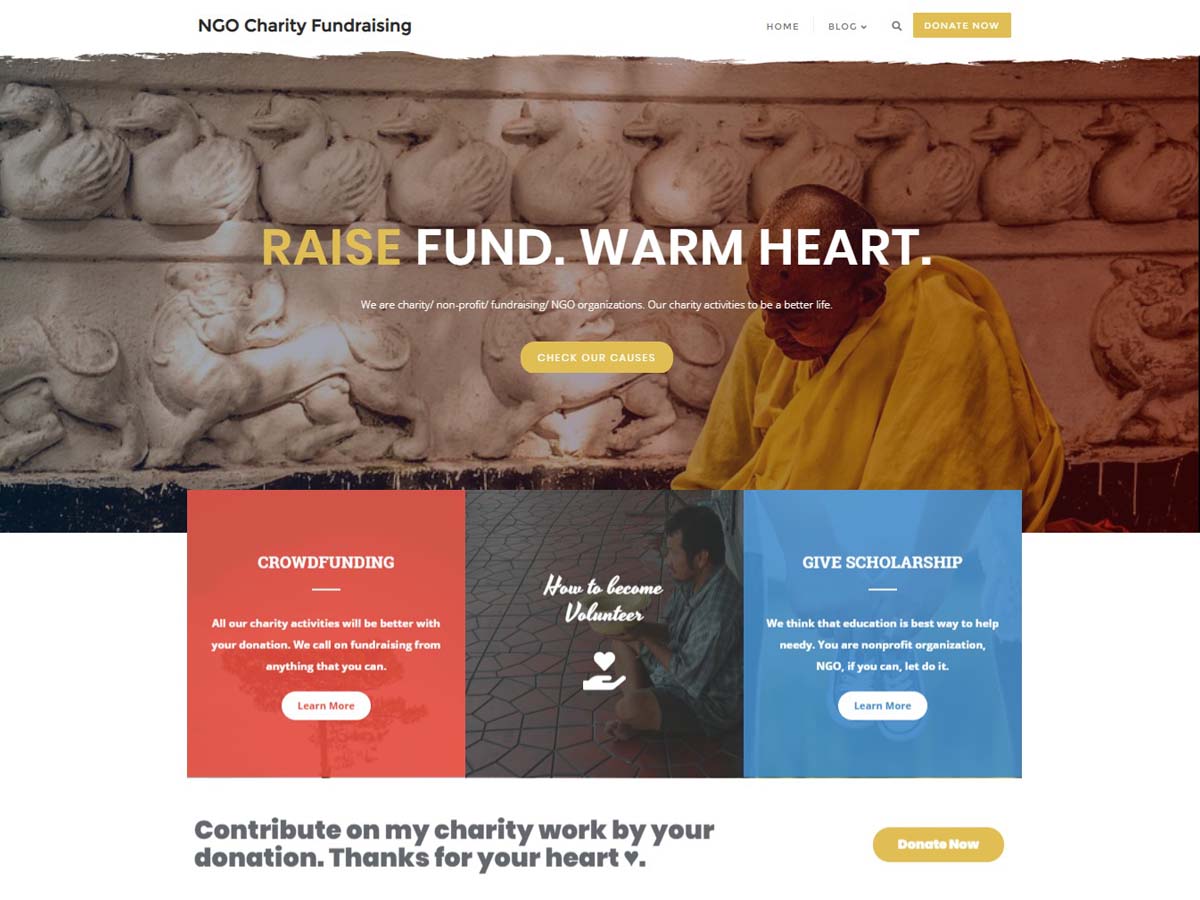 NGO Charity Fundraising
HOME
BLOG
DONATE NOW
RAISE FUND. WARM HEART.
We are charity/ non-profit/ fundraising/ NGO organizations. Our charity activities to be a better life.
CHECK OUR CAUSES
CROWDFUNDING
All our charity activities will be better with
your donation. We call on fundraising from
anything that you can.
Learn More
How to become
Volunteer
GIVE SCHOLARSHIP
We think that education is best way to help
needy. You are nonprofit organization,
NGO, if you can, let do it.
Learn More
Contribute on my charity work by your
donation. Thanks for your heart ♥.
Donate Now